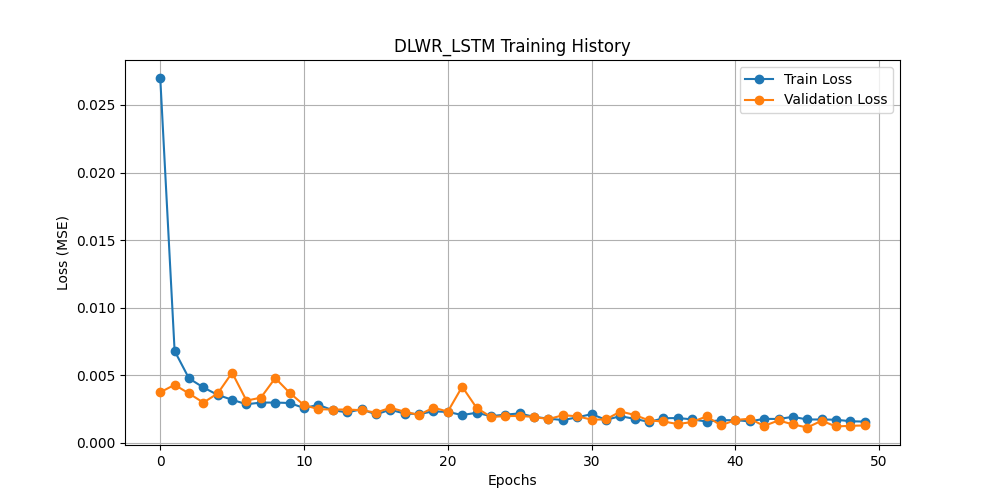 DLWR_LSTM Training History
Train Loss
Validation Loss
Loss (MSE)
0.025
0.020
0.015
0.010
0.005
0.000
0 10 20 30 40 50
Epochs